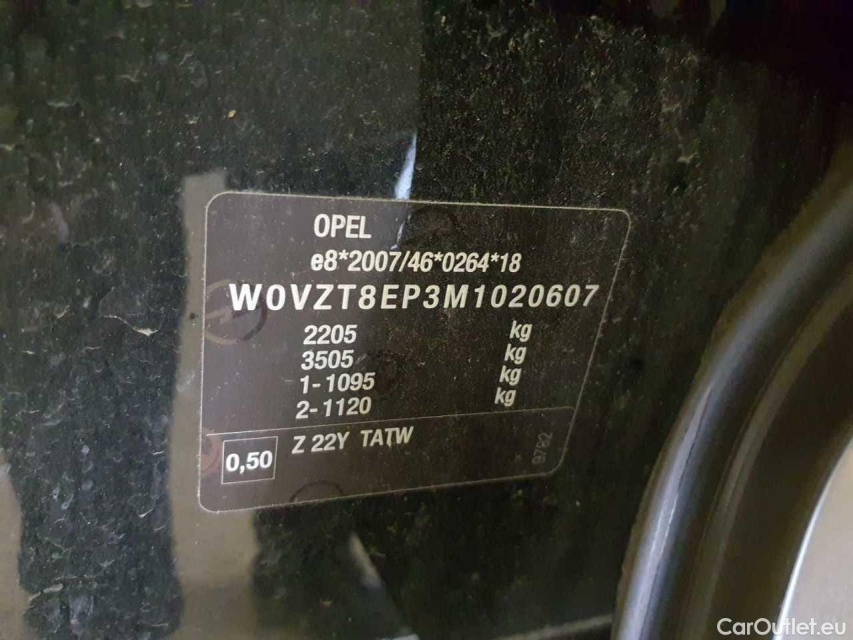 OPEL
e8*2007/46*0264*18
W0VZT8EP3M1020607
2205 kg
3505 kg
1-1095 kg
2-1120 kg
0,50 Z 22Y TATW
9782
CarOutlet.eu